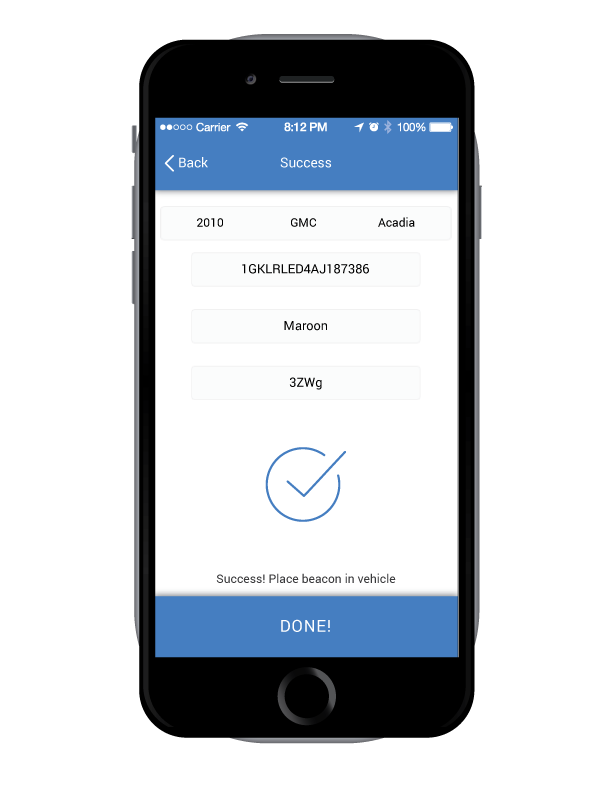 Carrier 8:12 PM 100%
Back Success
2010 GMC Acadia
1GKLRLED4AJ187386
Maroon
3ZWg
Success! Place beacon in vehicle
DONE!